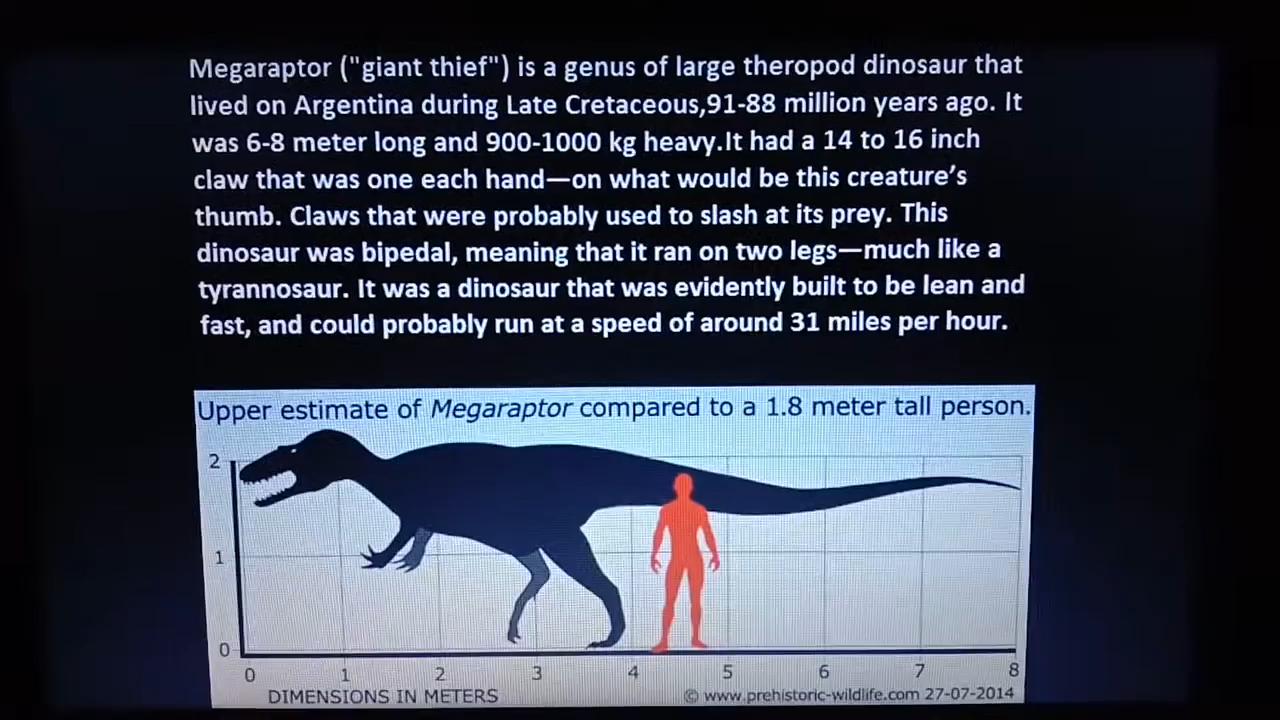 Megaraptor ("giant thief") is a genus of large theropod dinosaur that
lived on Argentina during Late Cretaceous,91-88 million years ago. It
was 6-8 meter long and 900-1000 kg heavy.It had a 14 to 16 inch
claw that was one each hand—on what would be this creature's
thumb. Claws that were probably used to slash at its prey. This
dinosaur was bipedal, meaning that it ran on two legs—much like a
tyrannosaur. It was a dinosaur that was evidently built to be lean and
fast, and could probably run at a speed of around 31 miles per hour.
Upper estimate of Megaraptor compared to a 1.8 meter tall person.
2
1
0
0 1 2 3 4 5 6 7 8
DIMENSIONS IN METERS © www.prehistoric-wildlife.com 27-07-2014